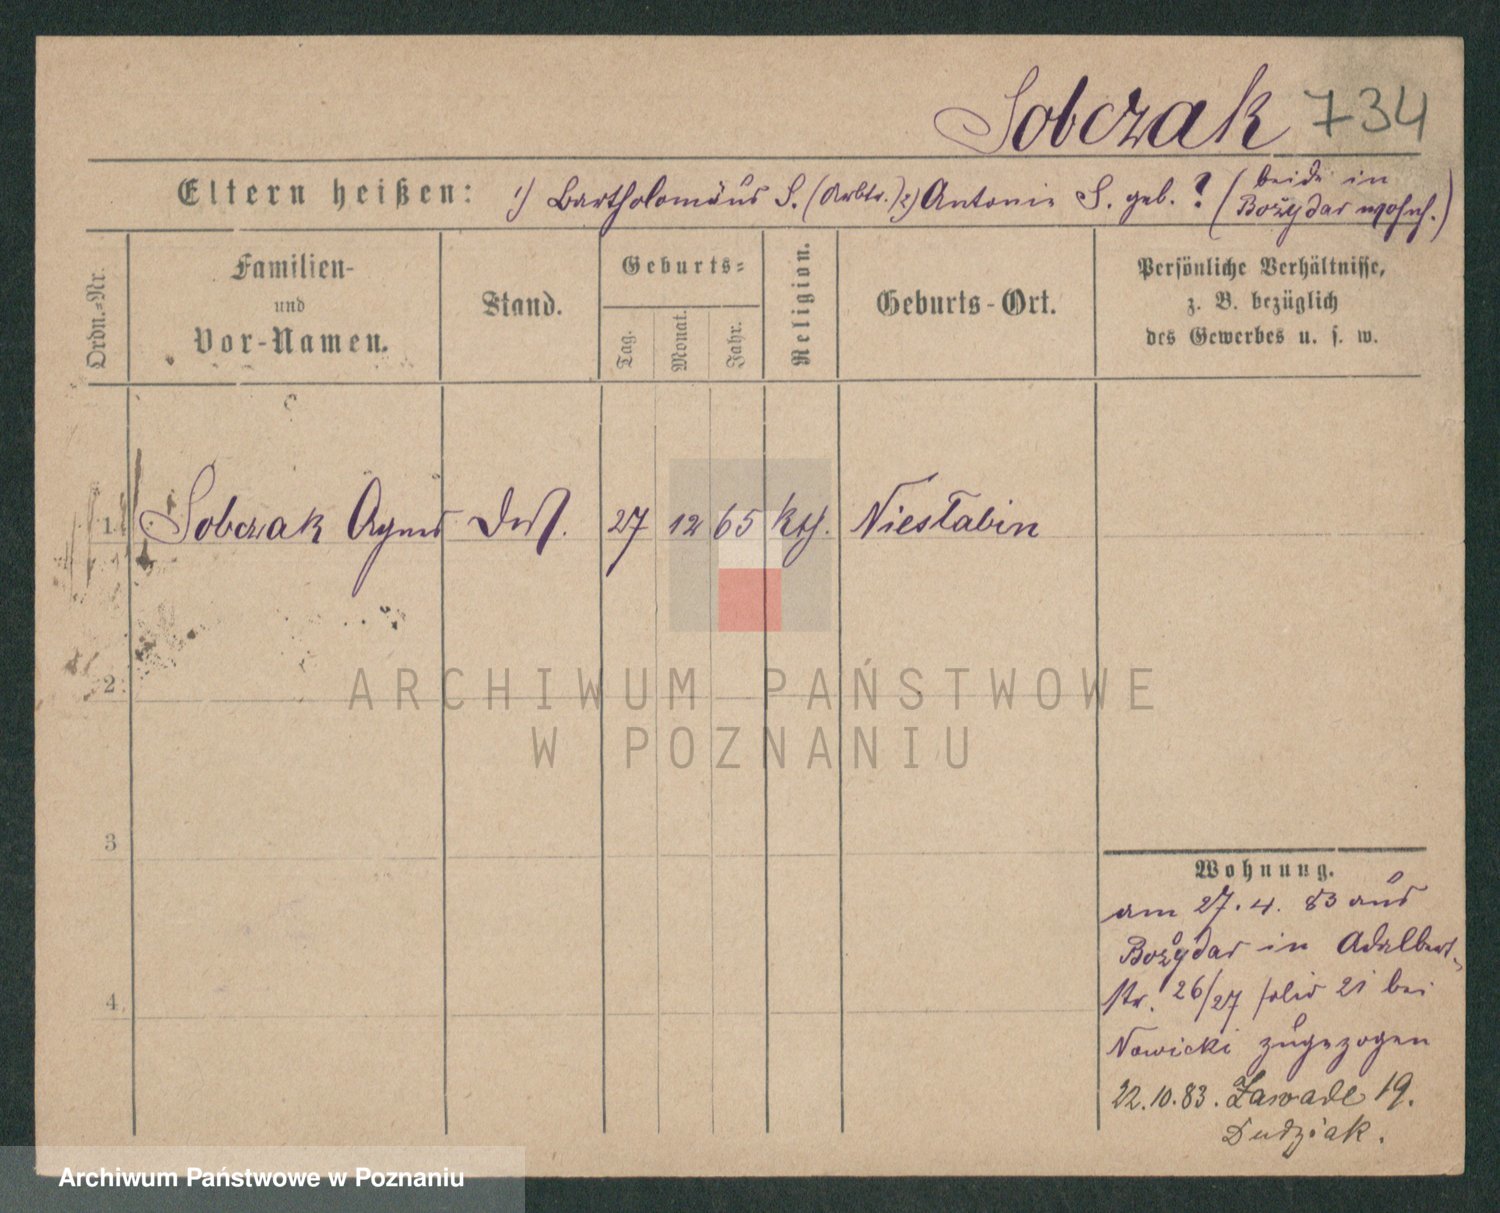 Sobczak 734
Eltern heißen: 1) Bartholomäus S. (Arbtr.) 2) Antonie S. geb. ? (beide in
Bożydar wohnh.)
Ordn.-Nr.
Familien-
und
Vor-Namen.
Stand.
Geburts-
Tag.
Monat.
Jahr.
Religion.
Geburts-Ort.
Persönliche Verhältnisse,
z. B. bezüglich
des Gewerbes u. s. w.
1 Sobczak Agnes 27 12 65 kth. Niesłabin
2
ARCHIWUM PAŃSTWOWE
W POZNANIU
3
4
Wohnung.
am 27.4.83 aus
Bożydar in Adalbert-
str. 26/27 folio 21 bei
Nowicki zugezogen
22.10.83. Zawade 19.
Dudziak.
Archiwum Państwowe w Poznaniu